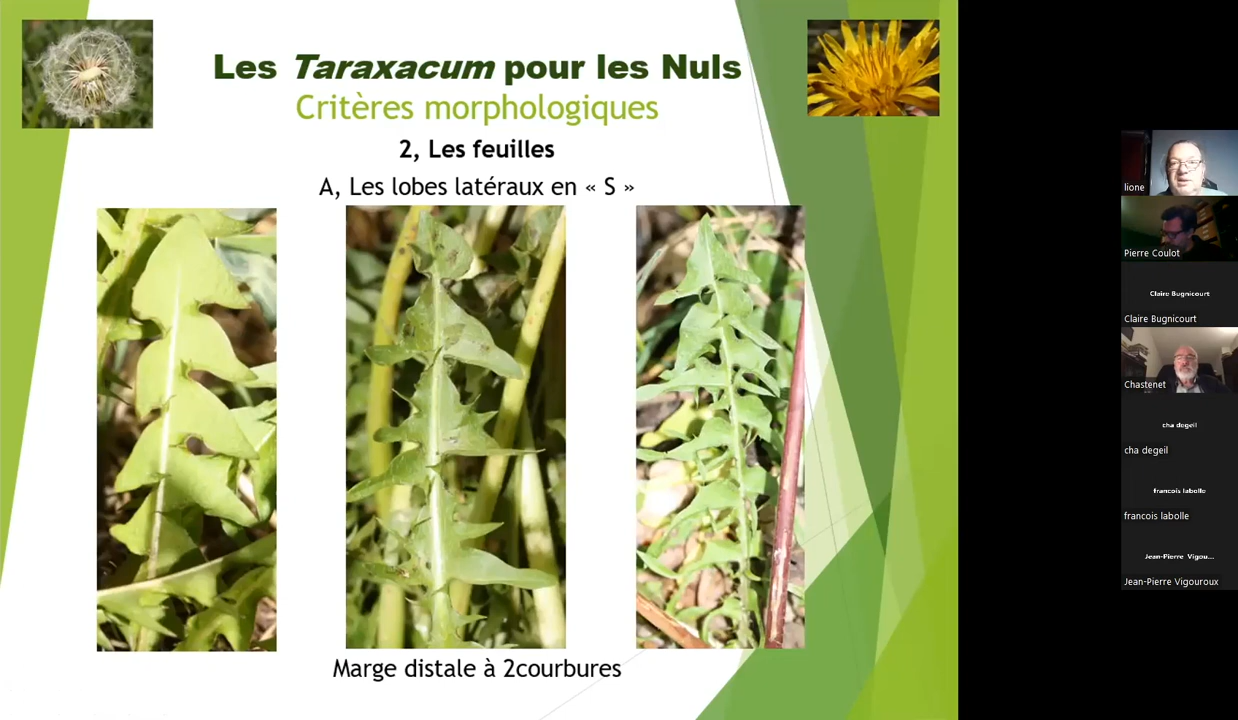 Les Taraxacum pour les Nuls
Critères morphologiques
2, Les feuilles
A, Les lobes latéraux en « S »
Marge distale à 2courbures
lione
Pierre Coulot
Claire Bugnicourt
Claire Bugnicourt
Chastenet
cha degeil
cha degeil
francois labolle
francois labolle
Jean-Pierre Vigou...
Jean-Pierre Vigouroux